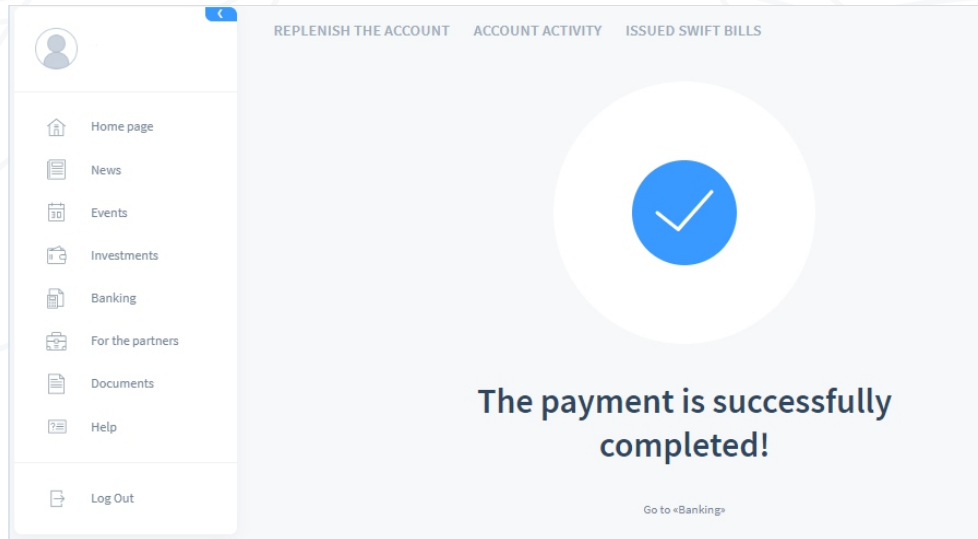 REPLENISH THE ACCOUNT ACCOUNT ACTIVITY ISSUED SWIFT BILLS
Home page
News
30
Events
Investments
Banking
For the partners
Documents
?
Help
Log Out
The payment is successfully
completed!
Go to «Banking»